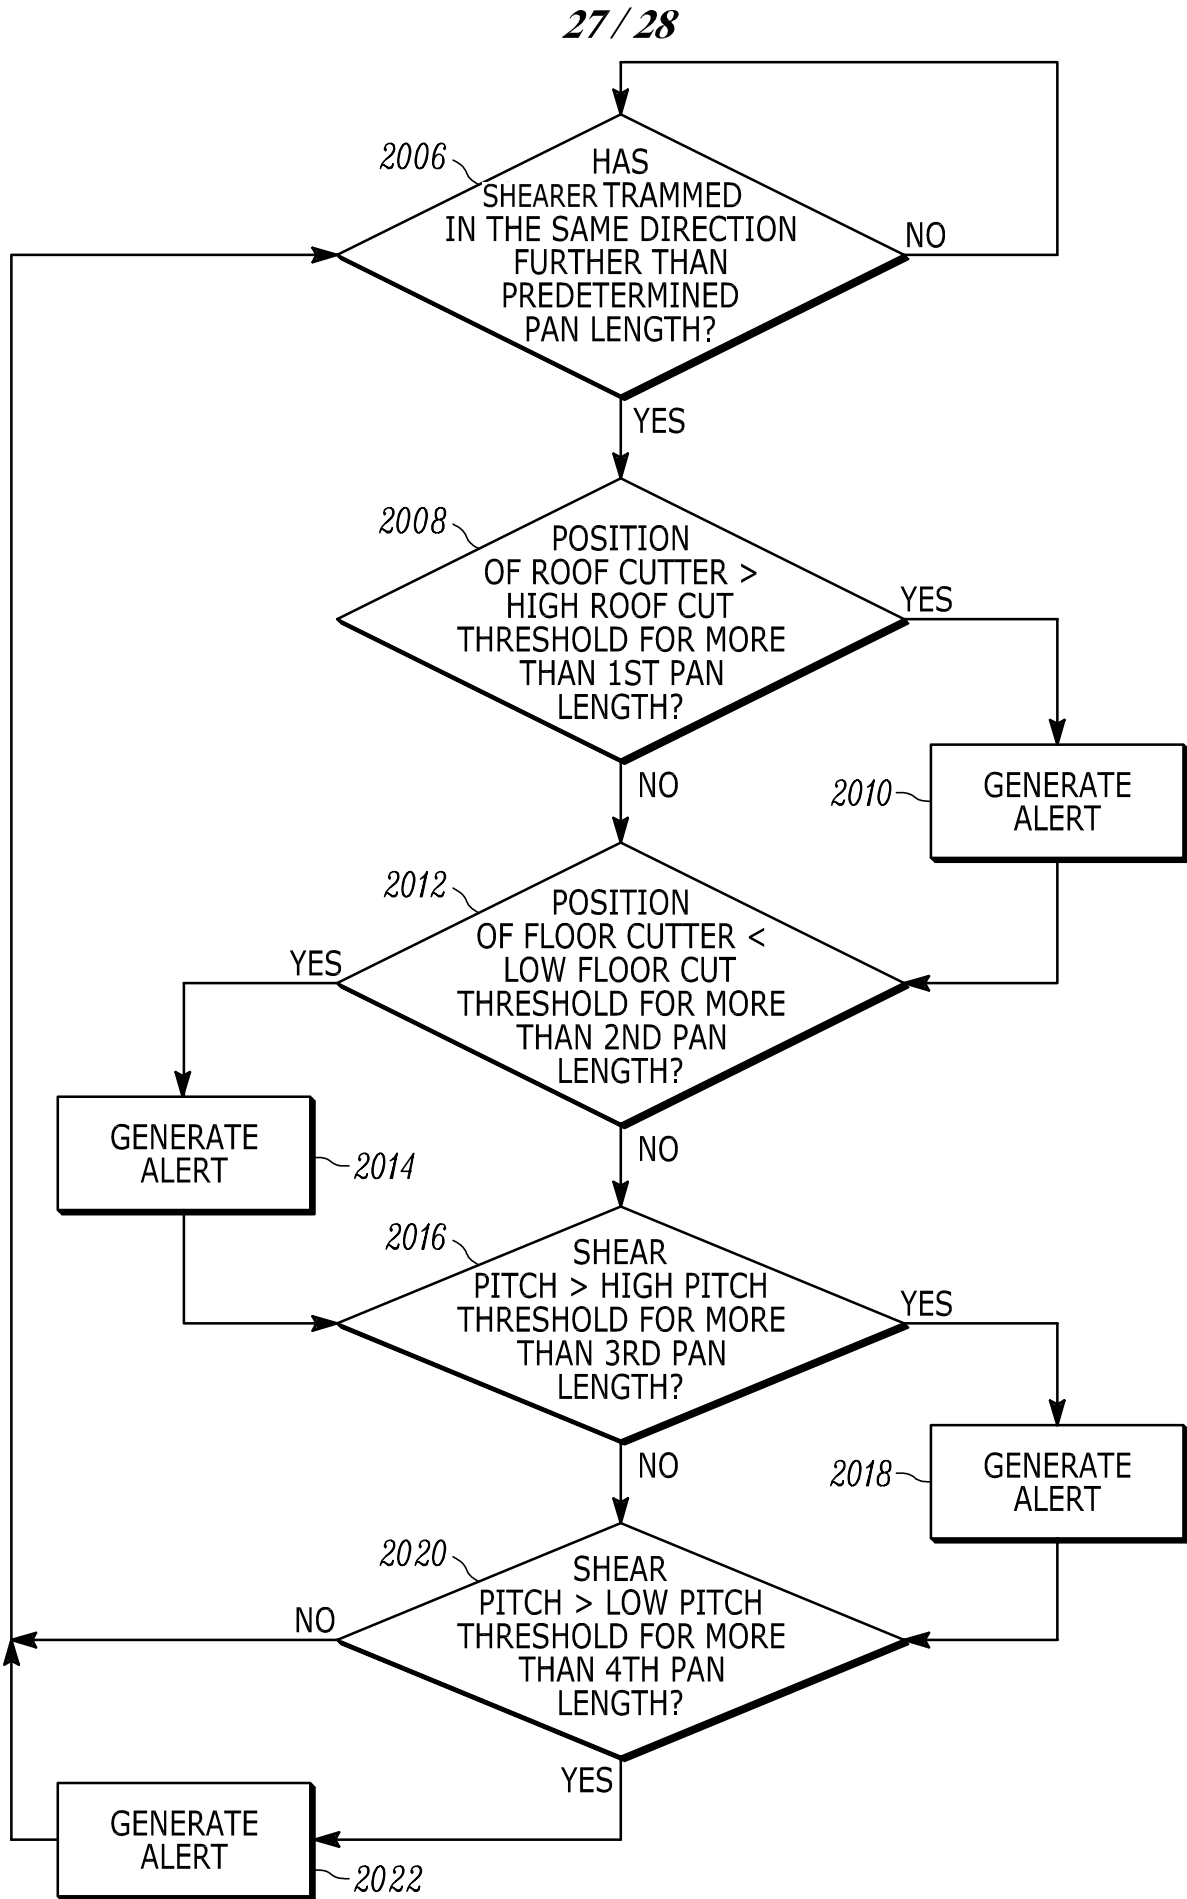 27/28
2006
HAS
SHEARER TRAMMED
IN THE SAME DIRECTION
FURTHER THAN
PREDETERMINED
PAN LENGTH?
NO
YES
2008
POSITION
OF ROOF CUTTER >
HIGH ROOF CUT
THRESHOLD FOR MORE
THAN 1ST PAN
LENGTH?
YES
NO
2010
GENERATE
ALERT
2012
POSITION
OF FLOOR CUTTER <
LOW FLOOR CUT
THRESHOLD FOR MORE
THAN 2ND PAN
LENGTH?
YES
NO
GENERATE
ALERT
2014
2016
SHEAR
PITCH > HIGH PITCH
THRESHOLD FOR MORE
THAN 3RD PAN
LENGTH?
YES
NO
2018
GENERATE
ALERT
2020
SHEAR
PITCH > LOW PITCH
THRESHOLD FOR MORE
THAN 4TH PAN
LENGTH?
NO
YES
GENERATE
ALERT
2022